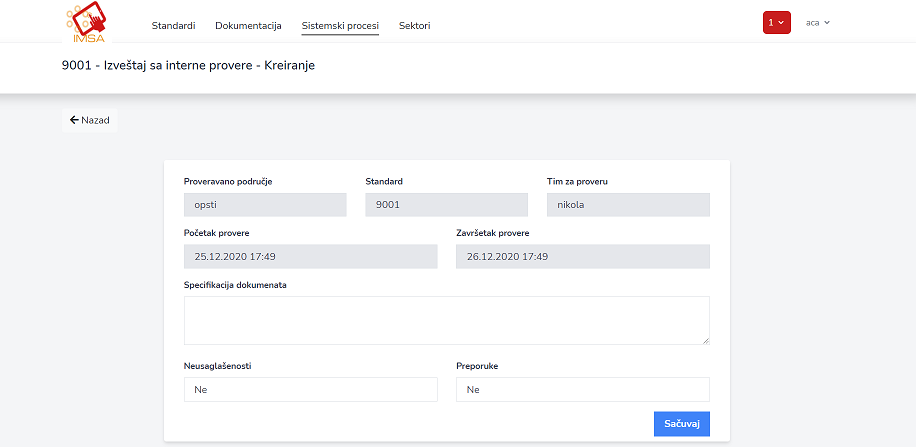 IMSA
Standardi Dokumentacija Sistemski procesi Sektori
1 aca
9001 - Izveštaj sa interne provere - Kreiranje
Nazad
Proveravano područje Standard Tim za proveru
opsti 9001 nikola
Početak provere Završetak provere
25.12.2020 17:49 26.12.2020 17:49
Specifikacija dokumenata
Neusaglašenosti Preporuke
Ne Ne
Sačuvaj